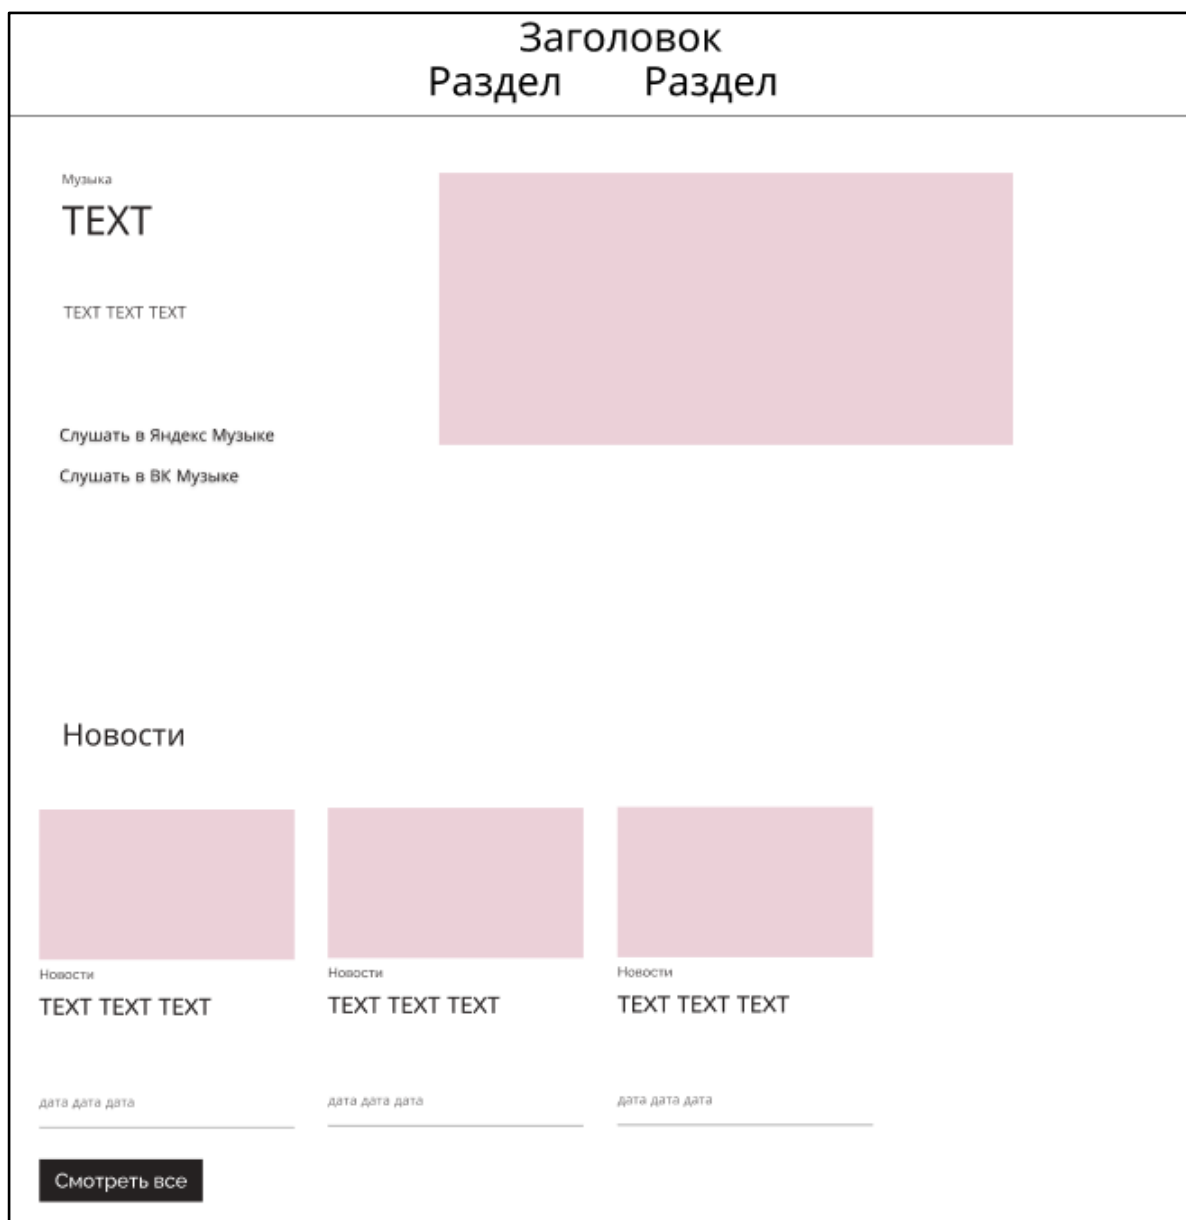 Заголовок
Раздел Раздел
Музыка
TEXT
TEXT TEXT TEXT
Слушать в Яндекс Музыке
Слушать в ВК Музыке
Новости
Новости Новости Новости
TEXT TEXT TEXT TEXT TEXT TEXT TEXT TEXT TEXT
дата дата дата дата дата дата дата дата дата
Смотреть все